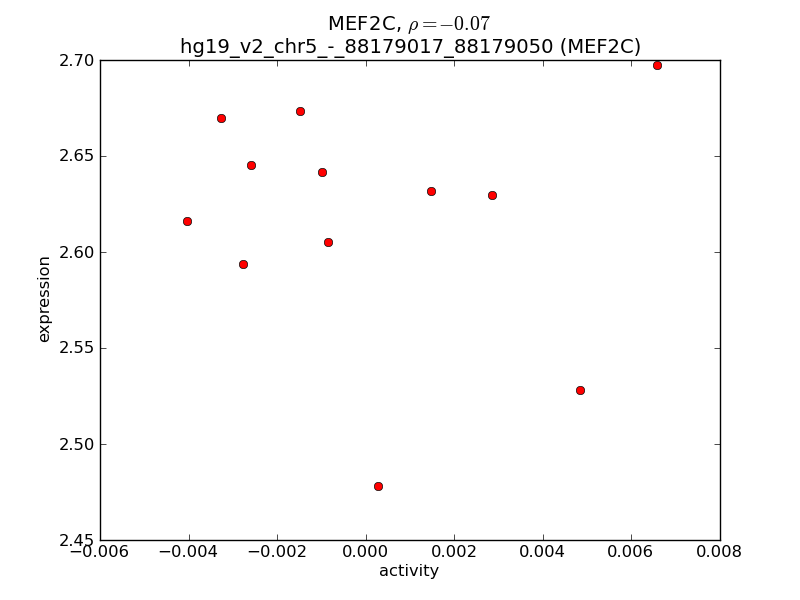 MEF2C, ρ = −0.07
hg19_v2_chr5_-_88179017_88179050 (MEF2C)
2.70
2.65
2.60
2.55
2.50
2.45
expression
−0.006 −0.004 −0.002 0.000 0.002 0.004 0.006 0.008
activity